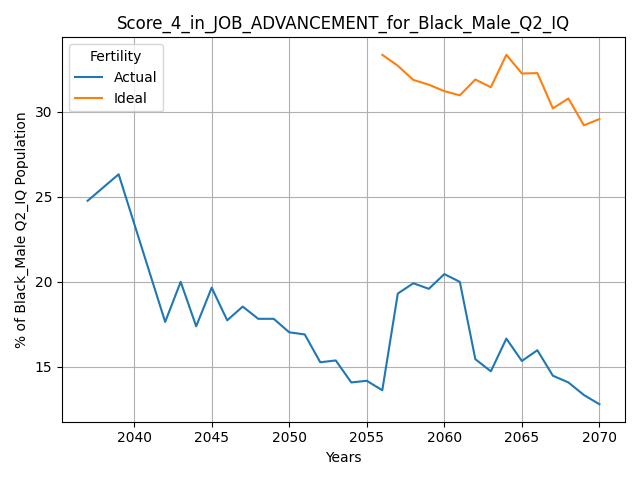 Score_4_in_JOB_ADVANCEMENT_for_Black_Male_Q2_IQ
Fertility
Actual
Ideal
% of Black_Male Q2_IQ Population
30
25
20
15
2040 2045 2050 2055 2060 2065 2070
Years